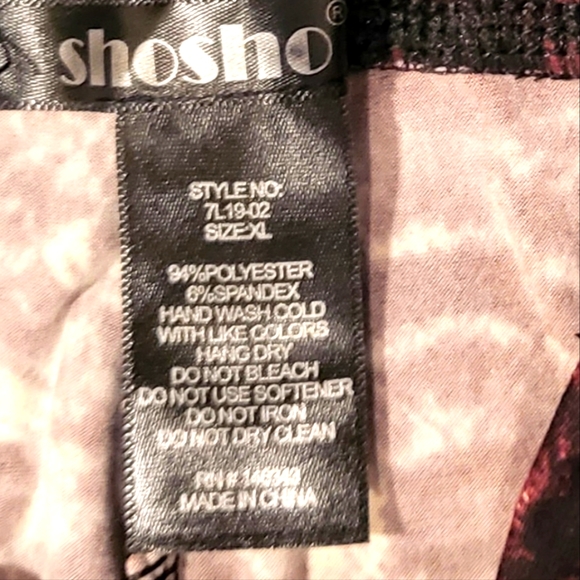 shosho®
STYLE NO:
7L19-02
SIZE:XL
94%POLYESTER
6%SPANDEX
HAND WASH COLD
WITH LIKE COLORS
HANG DRY
DO NOT BLEACH
DO NOT USE SOFTENER
DO NOT IRON
DO NOT DRY CLEAN
RN #
MADE IN CHINA